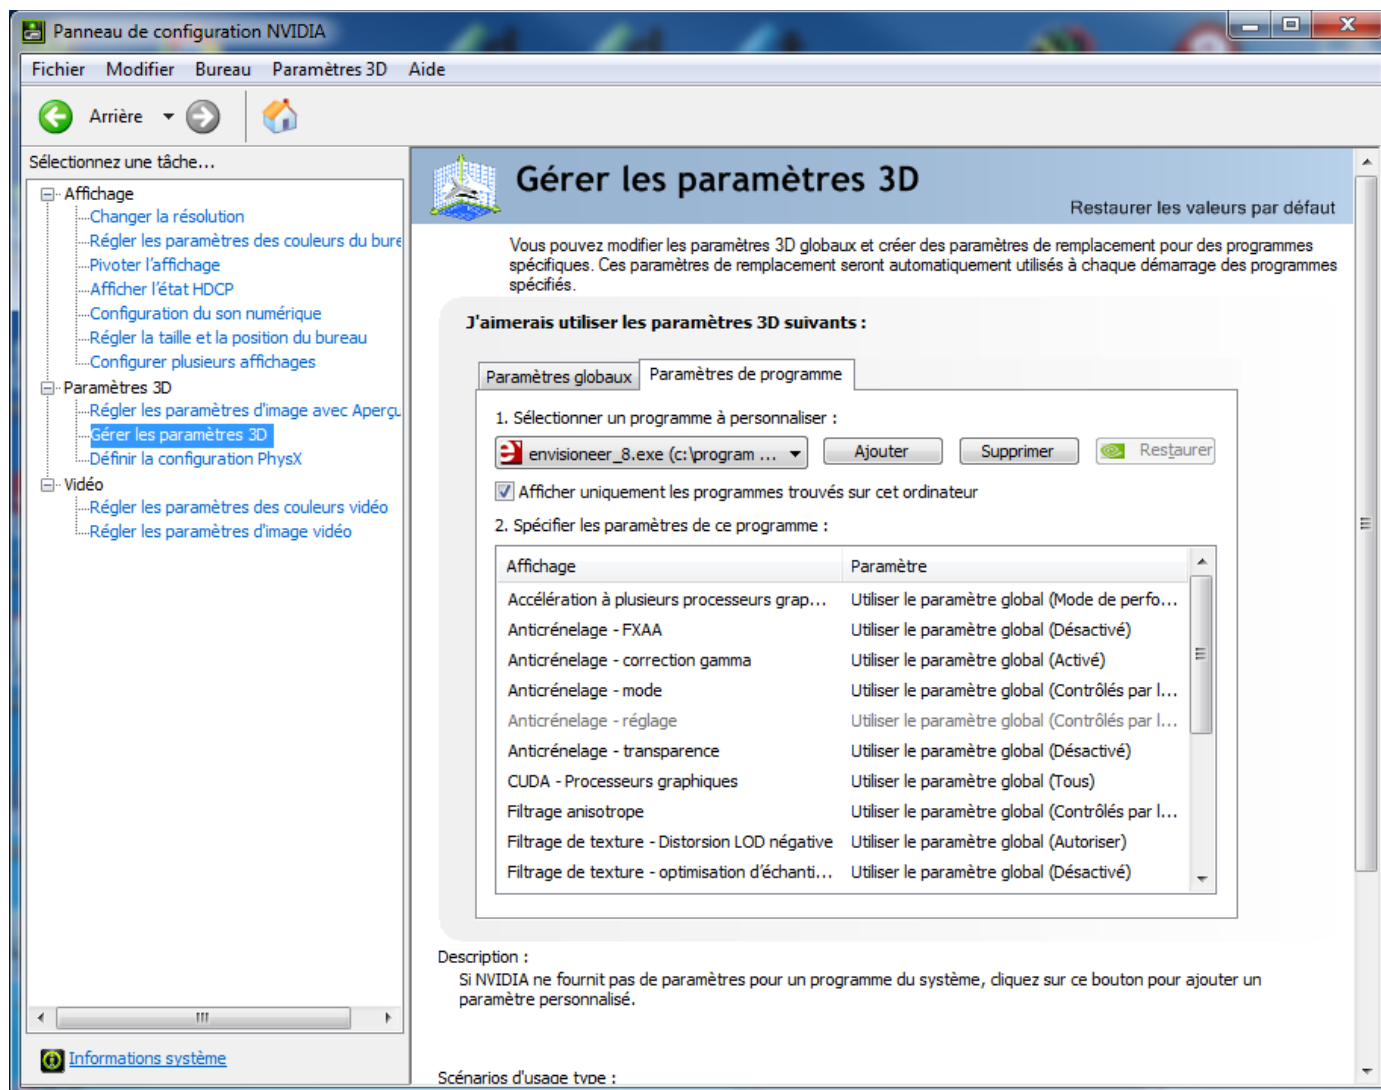 Panneau de configuration NVIDIA
Fichier Modifier Bureau Paramètres 3D Aide
Arrière
Sélectionnez une tâche...
Affichage
Changer la résolution
Régler les paramètres des couleurs du bure
Pivoter l'affichage
Afficher l'état HDCP
Configuration du son numérique
Régler la taille et la position du bureau
Configurer plusieurs affichages
Paramètres 3D
Régler les paramètres d'image avec Aperçu
Gérer les paramètres 3D
Définir la configuration PhysX
Vidéo
Régler les paramètres des couleurs vidéo
Régler les paramètres d'image vidéo
Informations système
Gérer les paramètres 3D
Restaurer les valeurs par défaut
Vous pouvez modifier les paramètres 3D globaux et créer des paramètres de remplacement pour des programmes
spécifiques. Ces paramètres de remplacement seront automatiquement utilisés à chaque démarrage des programmes
spécifiés.
J'aimerais utiliser les paramètres 3D suivants :
Paramètres globaux Paramètres de programme
1. Sélectionner un programme à personnaliser :
envisioneer_8.exe (c:\program ... Ajouter Supprimer Restaurer
Afficher uniquement les programmes trouvés sur cet ordinateur
2. Spécifier les paramètres de ce programme :
Affichage Paramètre
Accélération à plusieurs processeurs grap... Utiliser le paramètre global (Mode de perfo...
Anticrénelage - FXAA Utiliser le paramètre global (Désactivé)
Anticrénelage - correction gamma Utiliser le paramètre global (Activé)
Anticrénelage - mode Utiliser le paramètre global (Contrôlés par l...
Anticrénelage - réglage Utiliser le paramètre global (Contrôlés par l...
Anticrénelage - transparence Utiliser le paramètre global (Désactivé)
CUDA - Processeurs graphiques Utiliser le paramètre global (Tous)
Filtrage anisotrope Utiliser le paramètre global (Contrôlés par l...
Filtrage de texture - Distorsion LOD négative Utiliser le paramètre global (Autoriser)
Filtrage de texture - optimisation d'échanti... Utiliser le paramètre global (Désactivé)
Description :
Si NVIDIA ne fournit pas de paramètres pour un programme du système, cliquez sur ce bouton pour ajouter un
paramètre personnalisé.
Scénarios d'usage type :